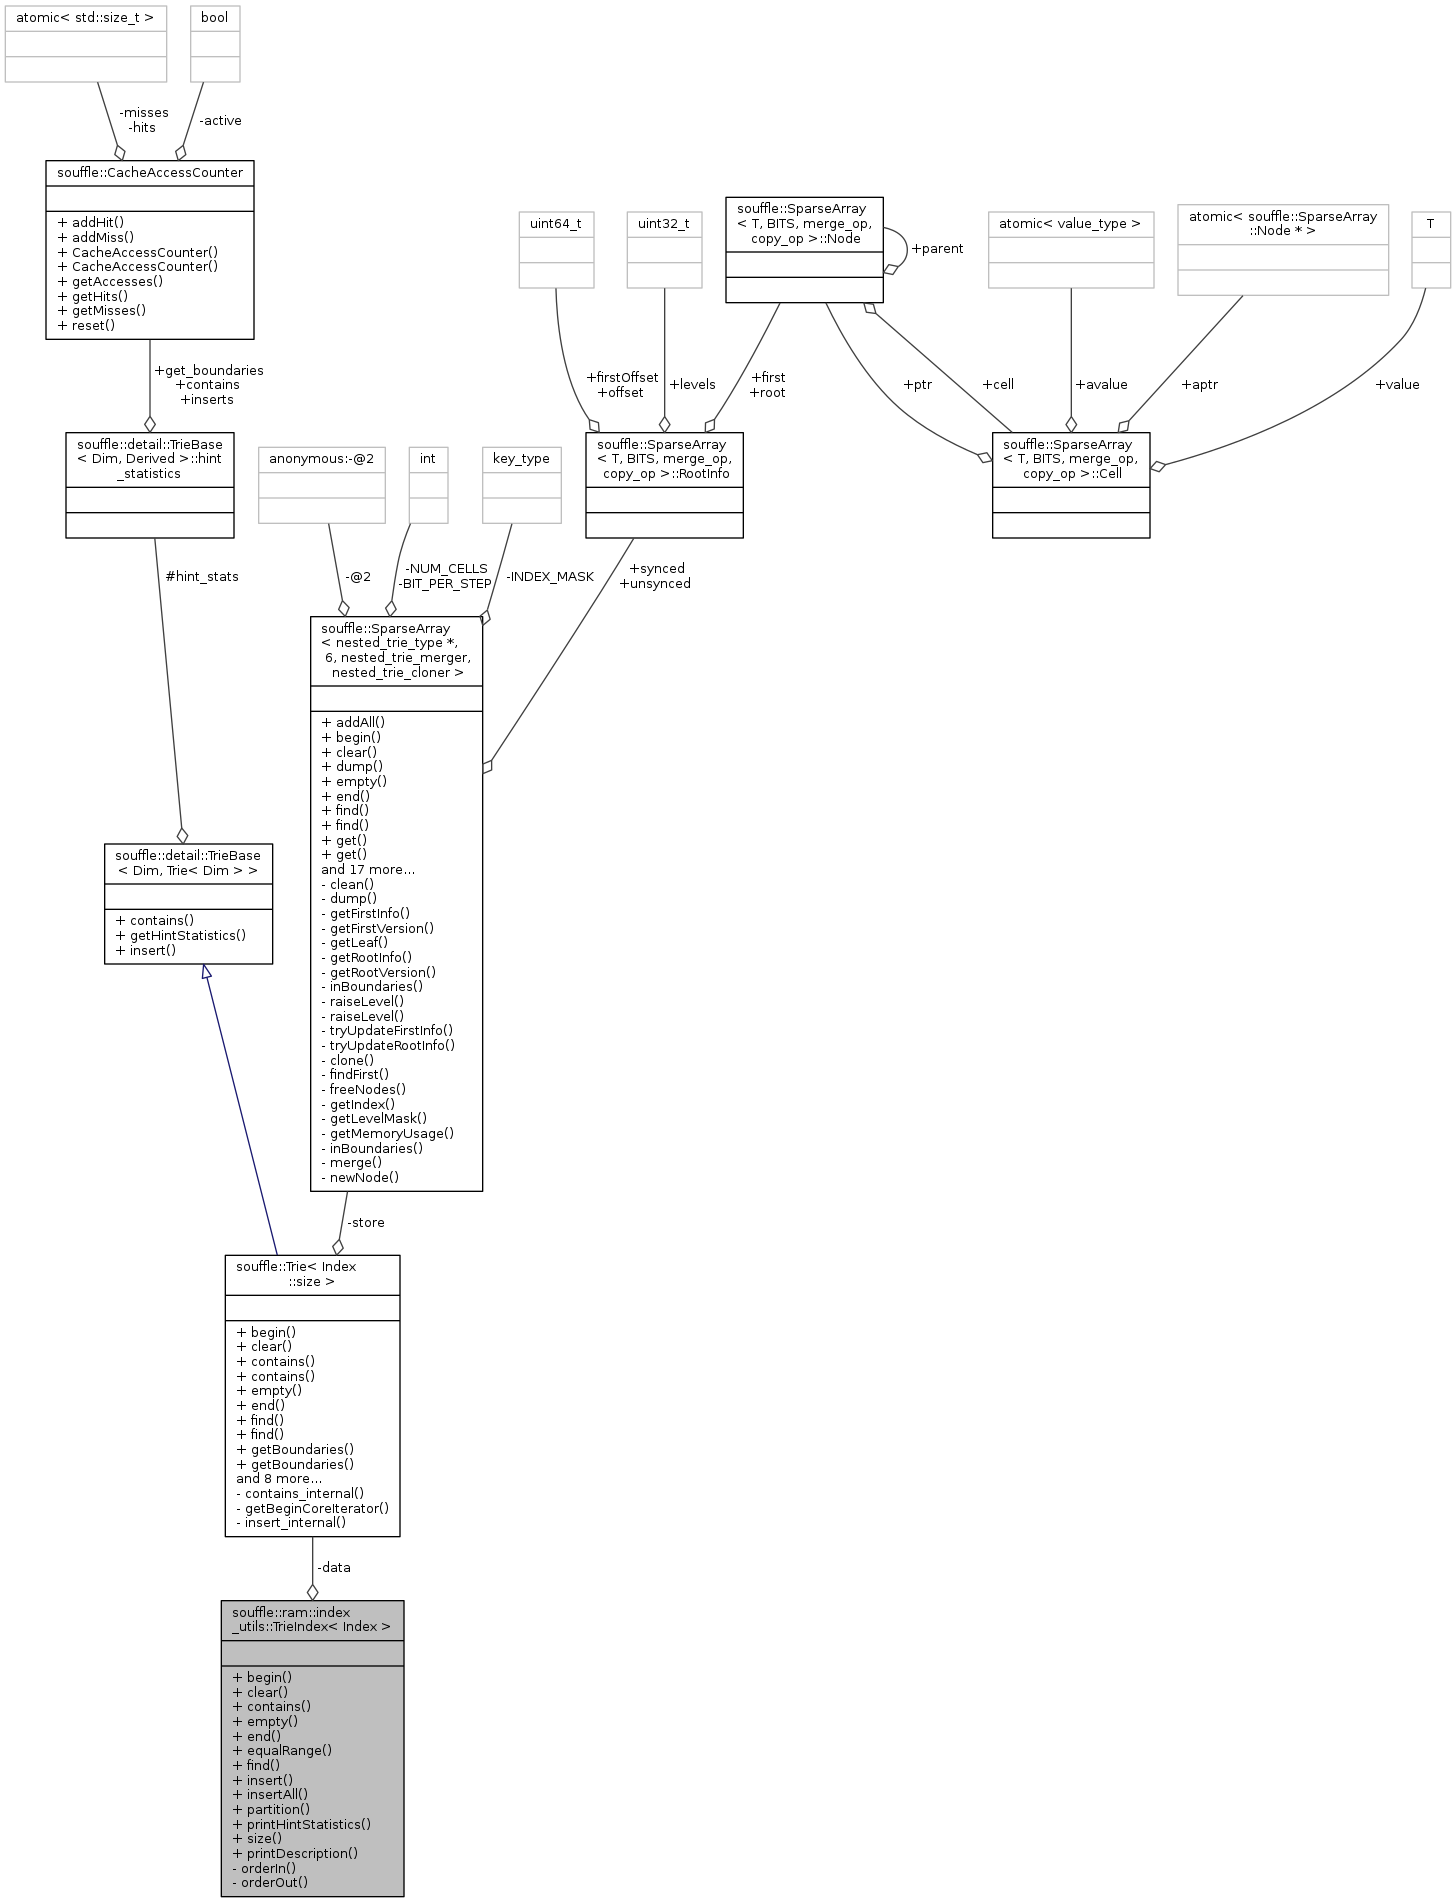 atomic< std::size_t >
bool
-misses
-hits
-active
souffle::CacheAccessCounter
+ addHit()
+ addMiss()
+ CacheAccessCounter()
+ CacheAccessCounter()
+ getAccesses()
+ getHits()
+ getMisses()
+ reset()
uint64_t
uint32_t
souffle::SparseArray
< T, BITS, merge_op,
copy_op >::Node
+parent
atomic< value_type >
atomic< souffle::SparseArray
::Node * >
T
+get_boundaries
+contains
+inserts
+firstOffset
+offset
+levels
+first
+root
+ptr
+cell
+avalue
+aptr
+value
souffle::detail::TrieBase
< Dim, Derived >::hint
_statistics
anonymous:-@2
int
key_type
souffle::SparseArray
< T, BITS, merge_op,
copy_op >::RootInfo
souffle::SparseArray
< T, BITS, merge_op,
copy_op >::Cell
#hint_stats
-@2
-NUM_CELLS
-BIT_PER_STEP
-INDEX_MASK
+synced
+unsynced
souffle::SparseArray
< nested_trie_type *,
6, nested_trie_merger,
nested_trie_cloner >
+ addAll()
+ begin()
+ clear()
+ dump()
+ empty()
+ end()
+ find()
+ find()
+ get()
+ get()
and 17 more...
- clean()
- dump()
- getFirstInfo()
- getFirstVersion()
- getLeaf()
- getRootInfo()
- getRootVersion()
- inBoundaries()
- raiseLevel()
- raiseLevel()
- tryUpdateFirstInfo()
- tryUpdateRootInfo()
- clone()
- findFirst()
- freeNodes()
- getIndex()
- getLevelMask()
- getMemoryUsage()
- inBoundaries()
- merge()
- newNode()
souffle::detail::TrieBase
< Dim, Trie< Dim > >
+ contains()
+ getHintStatistics()
+ insert()
-store
souffle::Trie< Index
::size >
+ begin()
+ clear()
+ contains()
+ contains()
+ empty()
+ end()
+ find()
+ find()
+ getBoundaries()
+ getBoundaries()
and 8 more...
- contains_internal()
- getBeginCoreIterator()
- insert_internal()
-data
souffle::ram::index
_utils::TrieIndex< Index >
+ begin()
+ clear()
+ contains()
+ empty()
+ end()
+ equalRange()
+ find()
+ insert()
+ insertAll()
+ partition()
+ printHintStatistics()
+ size()
+ printDescription()
- orderIn()
- orderOut()